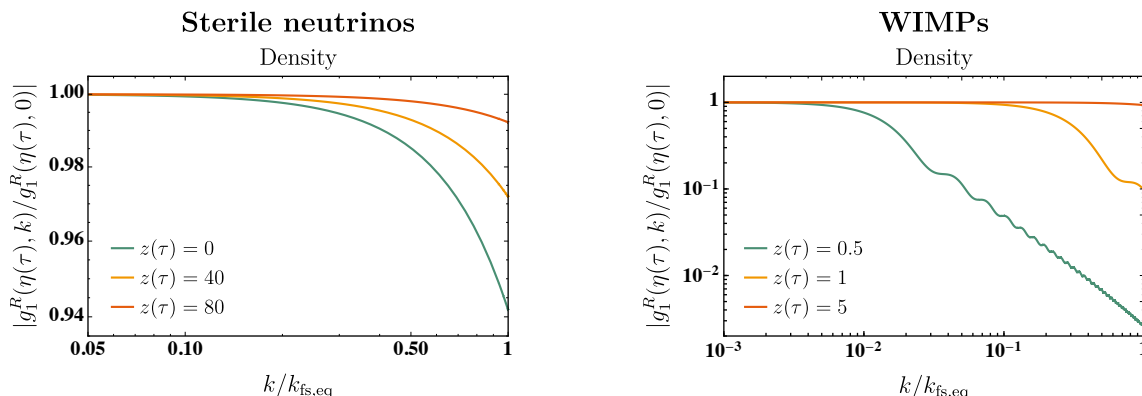 Sterile neutrinos
Density
|g_1^R(η(τ), k)/g_1^R(η(τ), 0)|
1.00
0.98
0.96
0.94
z(τ) = 0
z(τ) = 40
z(τ) = 80
0.05
0.10
0.50
1
k/k_fs,eq
WIMPs
Density
|g_1^R(η(τ), k)/g_1^R(η(τ), 0)|
1
10^-1
10^-2
z(τ) = 0.5
z(τ) = 1
z(τ) = 5
10^-3
10^-2
10^-1
1
k/k_fs,eq